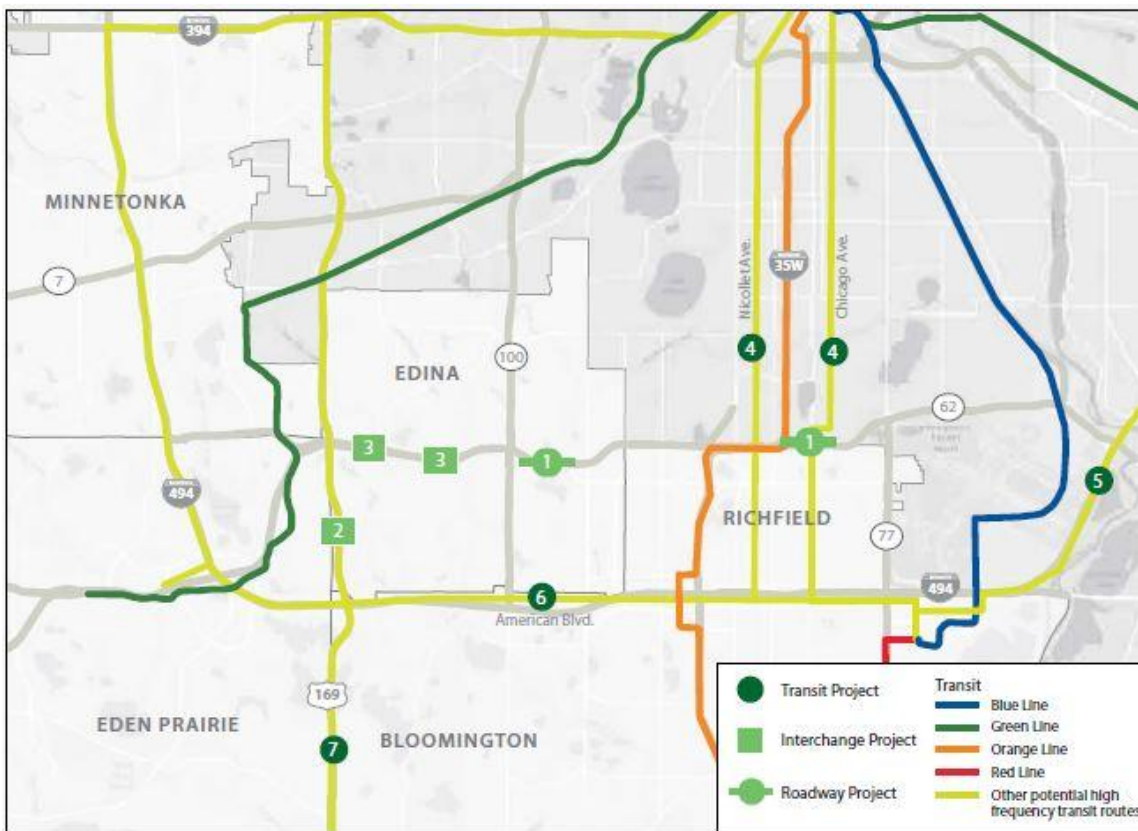 394
MINNETONKA
7
35W
Nicollet Ave.
Chicago Ave.
100
4
4
EDINA
62
3
3
1
1
494
5
2
RICHFIELD
77
494
6
American Blvd.
169
EDEN PRAIRIE
7
BLOOMINGTON
Transit Project
Interchange Project
Roadway Project
Transit
Blue Line
Green Line
Orange Line
Red Line
Other potential high
frequency transit routes